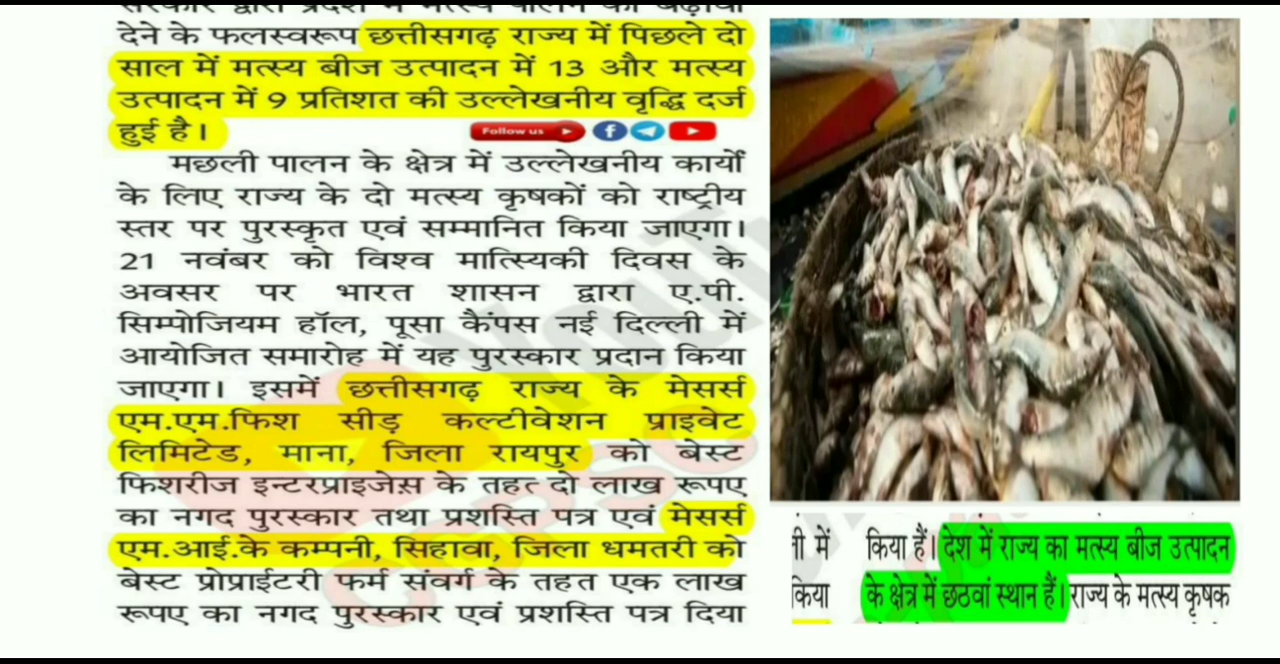 सरकार द्वारा प्रदेश में मत्स्य पालन को बढ़ावा
देने के फलस्वरूप छत्तीसगढ़ राज्य में पिछले दो
साल में मत्स्य बीज उत्पादन में 13 और मत्स्य
उत्पादन में 9 प्रतिशत की उल्लेखनीय वृद्धि दर्ज
हुई है।
Follow us
मछली पालन के क्षेत्र में उल्लेखनीय कार्यों
के लिए राज्य के दो मत्स्य कृषकों को राष्ट्रीय
स्तर पर पुरस्कृत एवं सम्मानित किया जाएगा।
21 नवंबर को विश्व मात्स्यिकी दिवस के
अवसर पर भारत शासन द्वारा ए.पी.
सिम्पोजियम हॉल, पूसा कैंपस नई दिल्ली में
आयोजित समारोह में यह पुरस्कार प्रदान किया
जाएगा। इसमें छत्तीसगढ़ राज्य के मेसर्स
एम.एम.फिश सीड़ कल्टीवेशन प्राइवेट
लिमिटेड, माना, जिला रायपुर को बेस्ट
फिशरीज इन्टरप्राइजेस़ के तहत दो लाख रूपए
का नगद पुरस्कार तथा प्रशस्ति पत्र एवं मेसर्स
एम.आई.के कम्पनी, सिहावा, जिला धमतरी को
बेस्ट प्रोप्राईटरी फर्म संवर्ग के तहत एक लाख
रूपए का नगद पुरस्कार एवं प्रशस्ति पत्र दिया
में किया हैं। देश में राज्य का मत्स्य बीज उत्पादन
किया के क्षेत्र में छठवां स्थान हैं। राज्य के मत्स्य कृषक